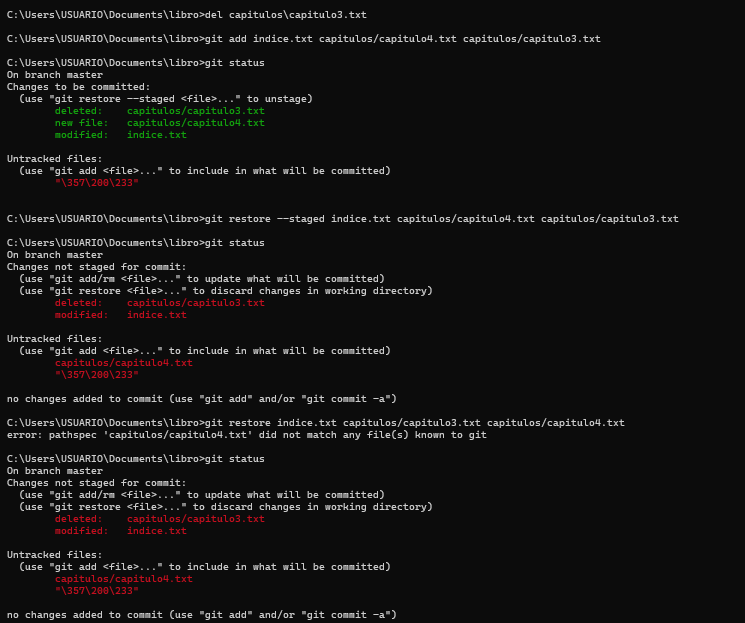 C:\Users\USUARIO\Documents\libro>del capitulos\capitulo3.txt
C:\Users\USUARIO\Documents\libro>git add indice.txt capitulos/capitulo4.txt capitulos/capitulo3.txt
C:\Users\USUARIO\Documents\libro>git status
On branch master
Changes to be committed:
  (use "git restore --staged <file>..." to unstage)
        deleted:    capitulos/capitulo3.txt
        new file:   capitulos/capitulo4.txt
        modified:   indice.txt
Untracked files:
  (use "git add <file>..." to include in what will be committed)
        "\357\200\233"
C:\Users\USUARIO\Documents\libro>git restore --staged indice.txt capitulos/capitulo4.txt capitulos/capitulo3.txt
C:\Users\USUARIO\Documents\libro>git status
On branch master
Changes not staged for commit:
  (use "git add/rm <file>..." to update what will be committed)
  (use "git restore <file>..." to discard changes in working directory)
        deleted:    capitulos/capitulo3.txt
        modified:   indice.txt
Untracked files:
  (use "git add <file>..." to include in what will be committed)
        capitulos/capitulo4.txt
        "\357\200\233"
no changes added to commit (use "git add" and/or "git commit -a")
C:\Users\USUARIO\Documents\libro>git restore indice.txt capitulos/capitulo3.txt capitulos/capitulo4.txt
error: pathspec 'capitulos/capitulo4.txt' did not match any file(s) known to git
C:\Users\USUARIO\Documents\libro>git status
On branch master
Changes not staged for commit:
  (use "git add/rm <file>..." to update what will be committed)
  (use "git restore <file>..." to discard changes in working directory)
        deleted:    capitulos/capitulo3.txt
        modified:   indice.txt
Untracked files:
  (use "git add <file>..." to include in what will be committed)
        capitulos/capitulo4.txt
        "\357\200\233"
no changes added to commit (use "git add" and/or "git commit -a")